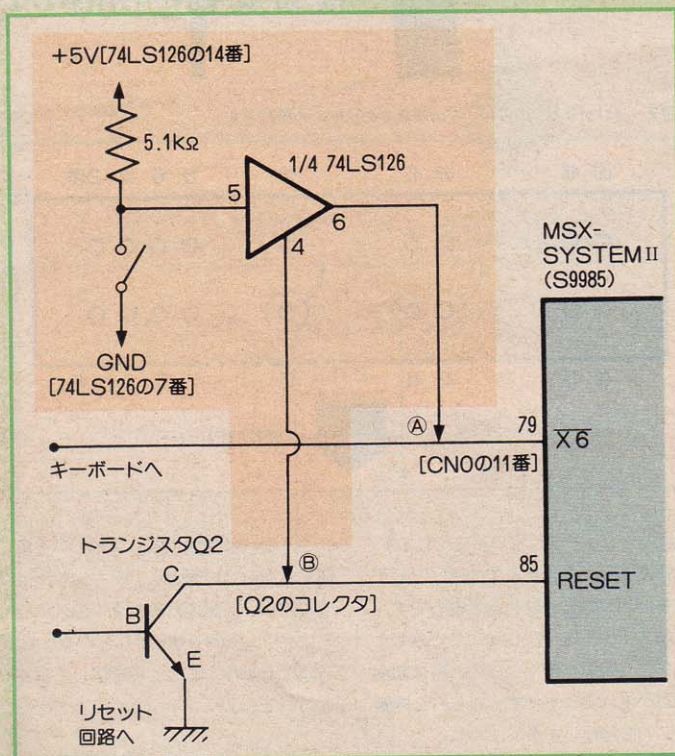 +5V[74LS126の14番]
5.1kΩ
1/4 74LS126
5
6
4
MSX-
SYSTEMⅡ
(S9985)
GND
[74LS126の7番]
Ⓐ
79
X6
キーボードへ
[CN0の11番]
トランジスタQ2
Ⓑ
85
C
RESET
[Q2のコレクタ]
B
E
リセット
回路へ